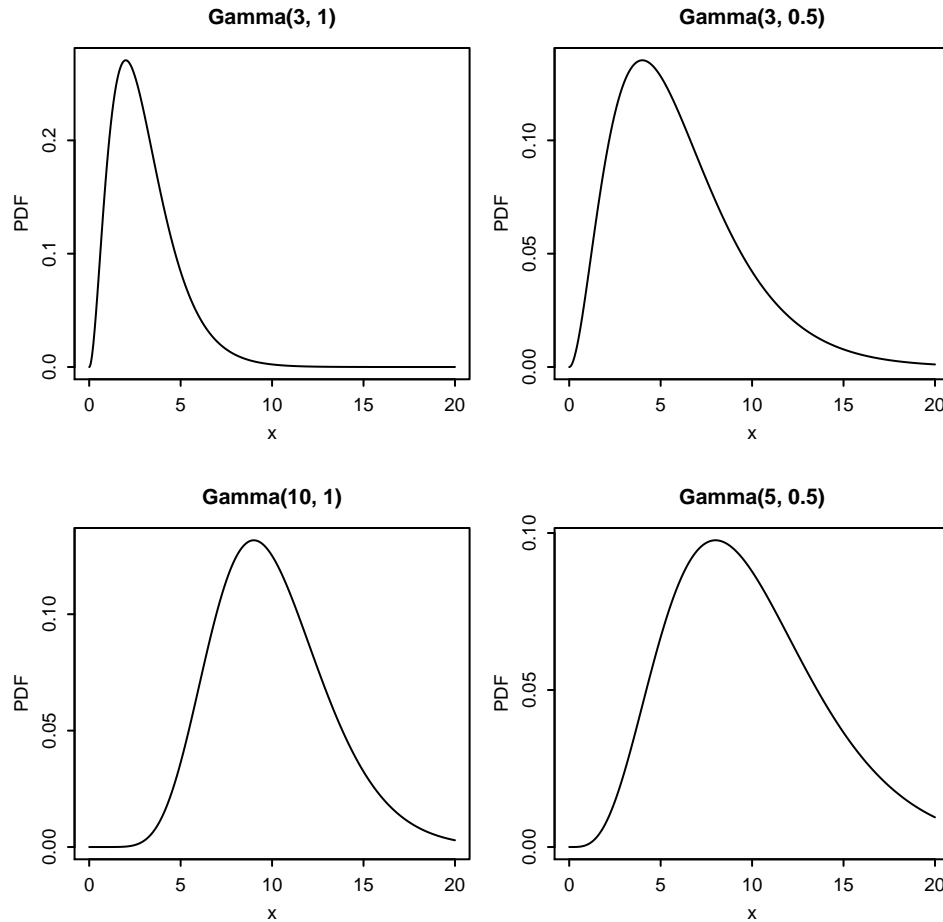 Gamma(3, 1)
PDF
0.0 0.1 0.2
0 5 10 15 20
x
Gamma(3, 0.5)
PDF
0.00 0.05 0.10
0 5 10 15 20
x
Gamma(10, 1)
PDF
0.00 0.05 0.10
0 5 10 15 20
x
Gamma(5, 0.5)
PDF
0.00 0.05 0.10
0 5 10 15 20
x